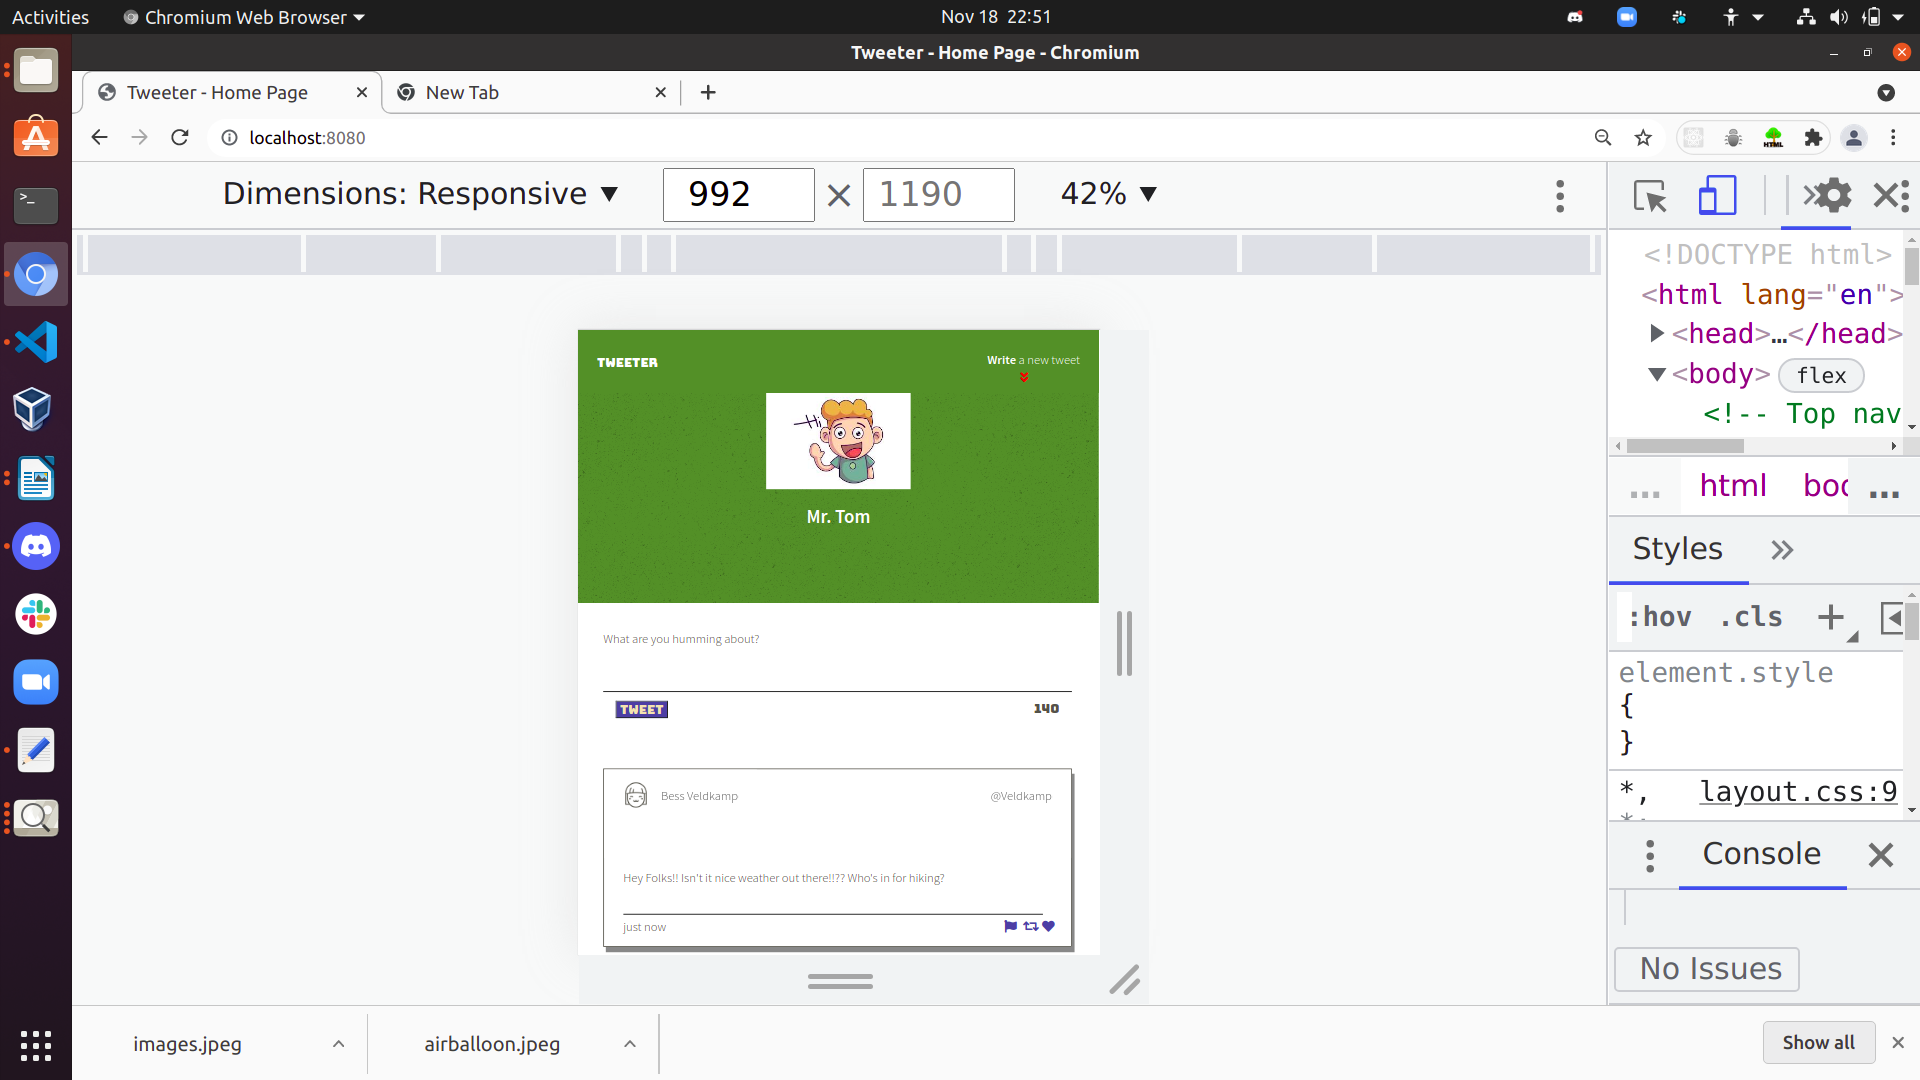 Activities
Chromium Web Browser
Nov 18 22:51
Tweeter - Home Page - Chromium
Tweeter - Home Page
New Tab
localhost:8080
HTML
Dimensions: Responsive
992 × 1190
42%
<!DOCTYPE html>
<html lang="en">
<head>…</head>
<body> flex
<!-- Top nav
... html
...
Styles
:hov .cls
element.style
{
}
*, layout.css:9
Console
No Issues
TWEETER
Write a new tweet
Hi
Mr. Tom
What are you humming about?
TWEET
140
Bess Veldkamp
@Veldkamp
Hey Folks!! Isn't it nice weather out there!!?? Who's in for hiking?
just now
images.jpeg
airballoon.jpeg
Show all